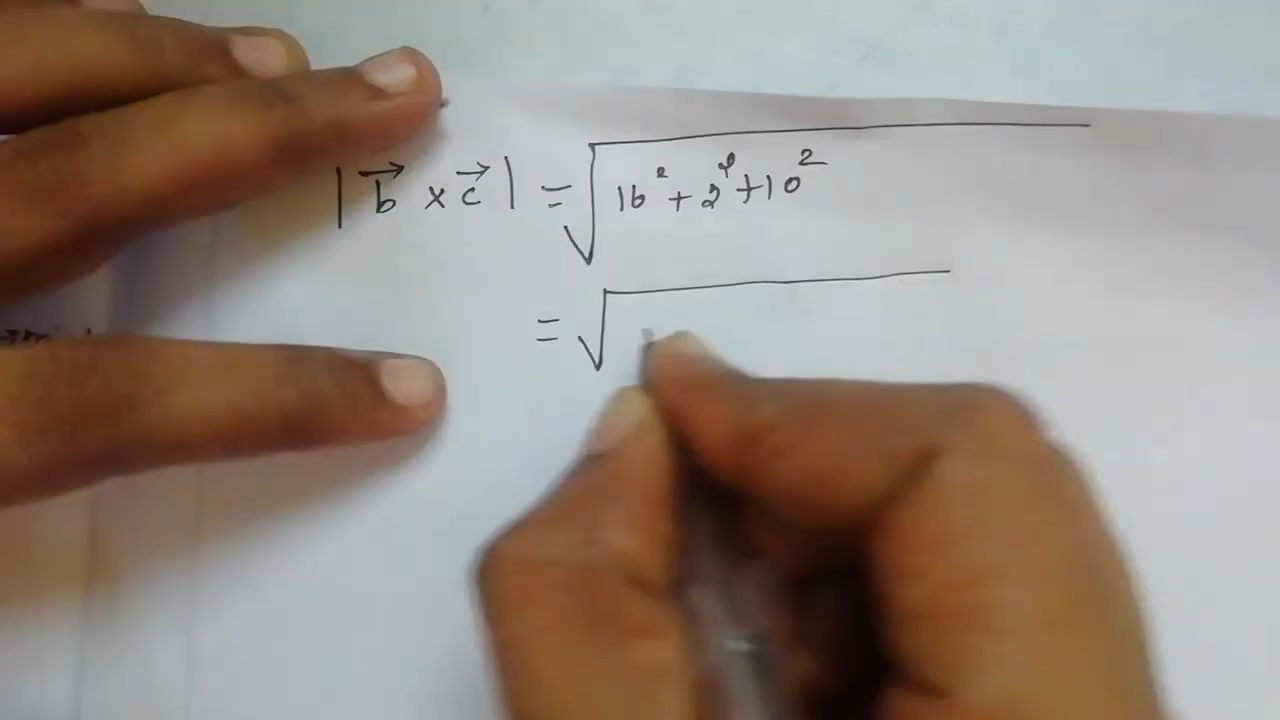 |b⃗ × c⃗| = √16² + 2² + 10²
= √